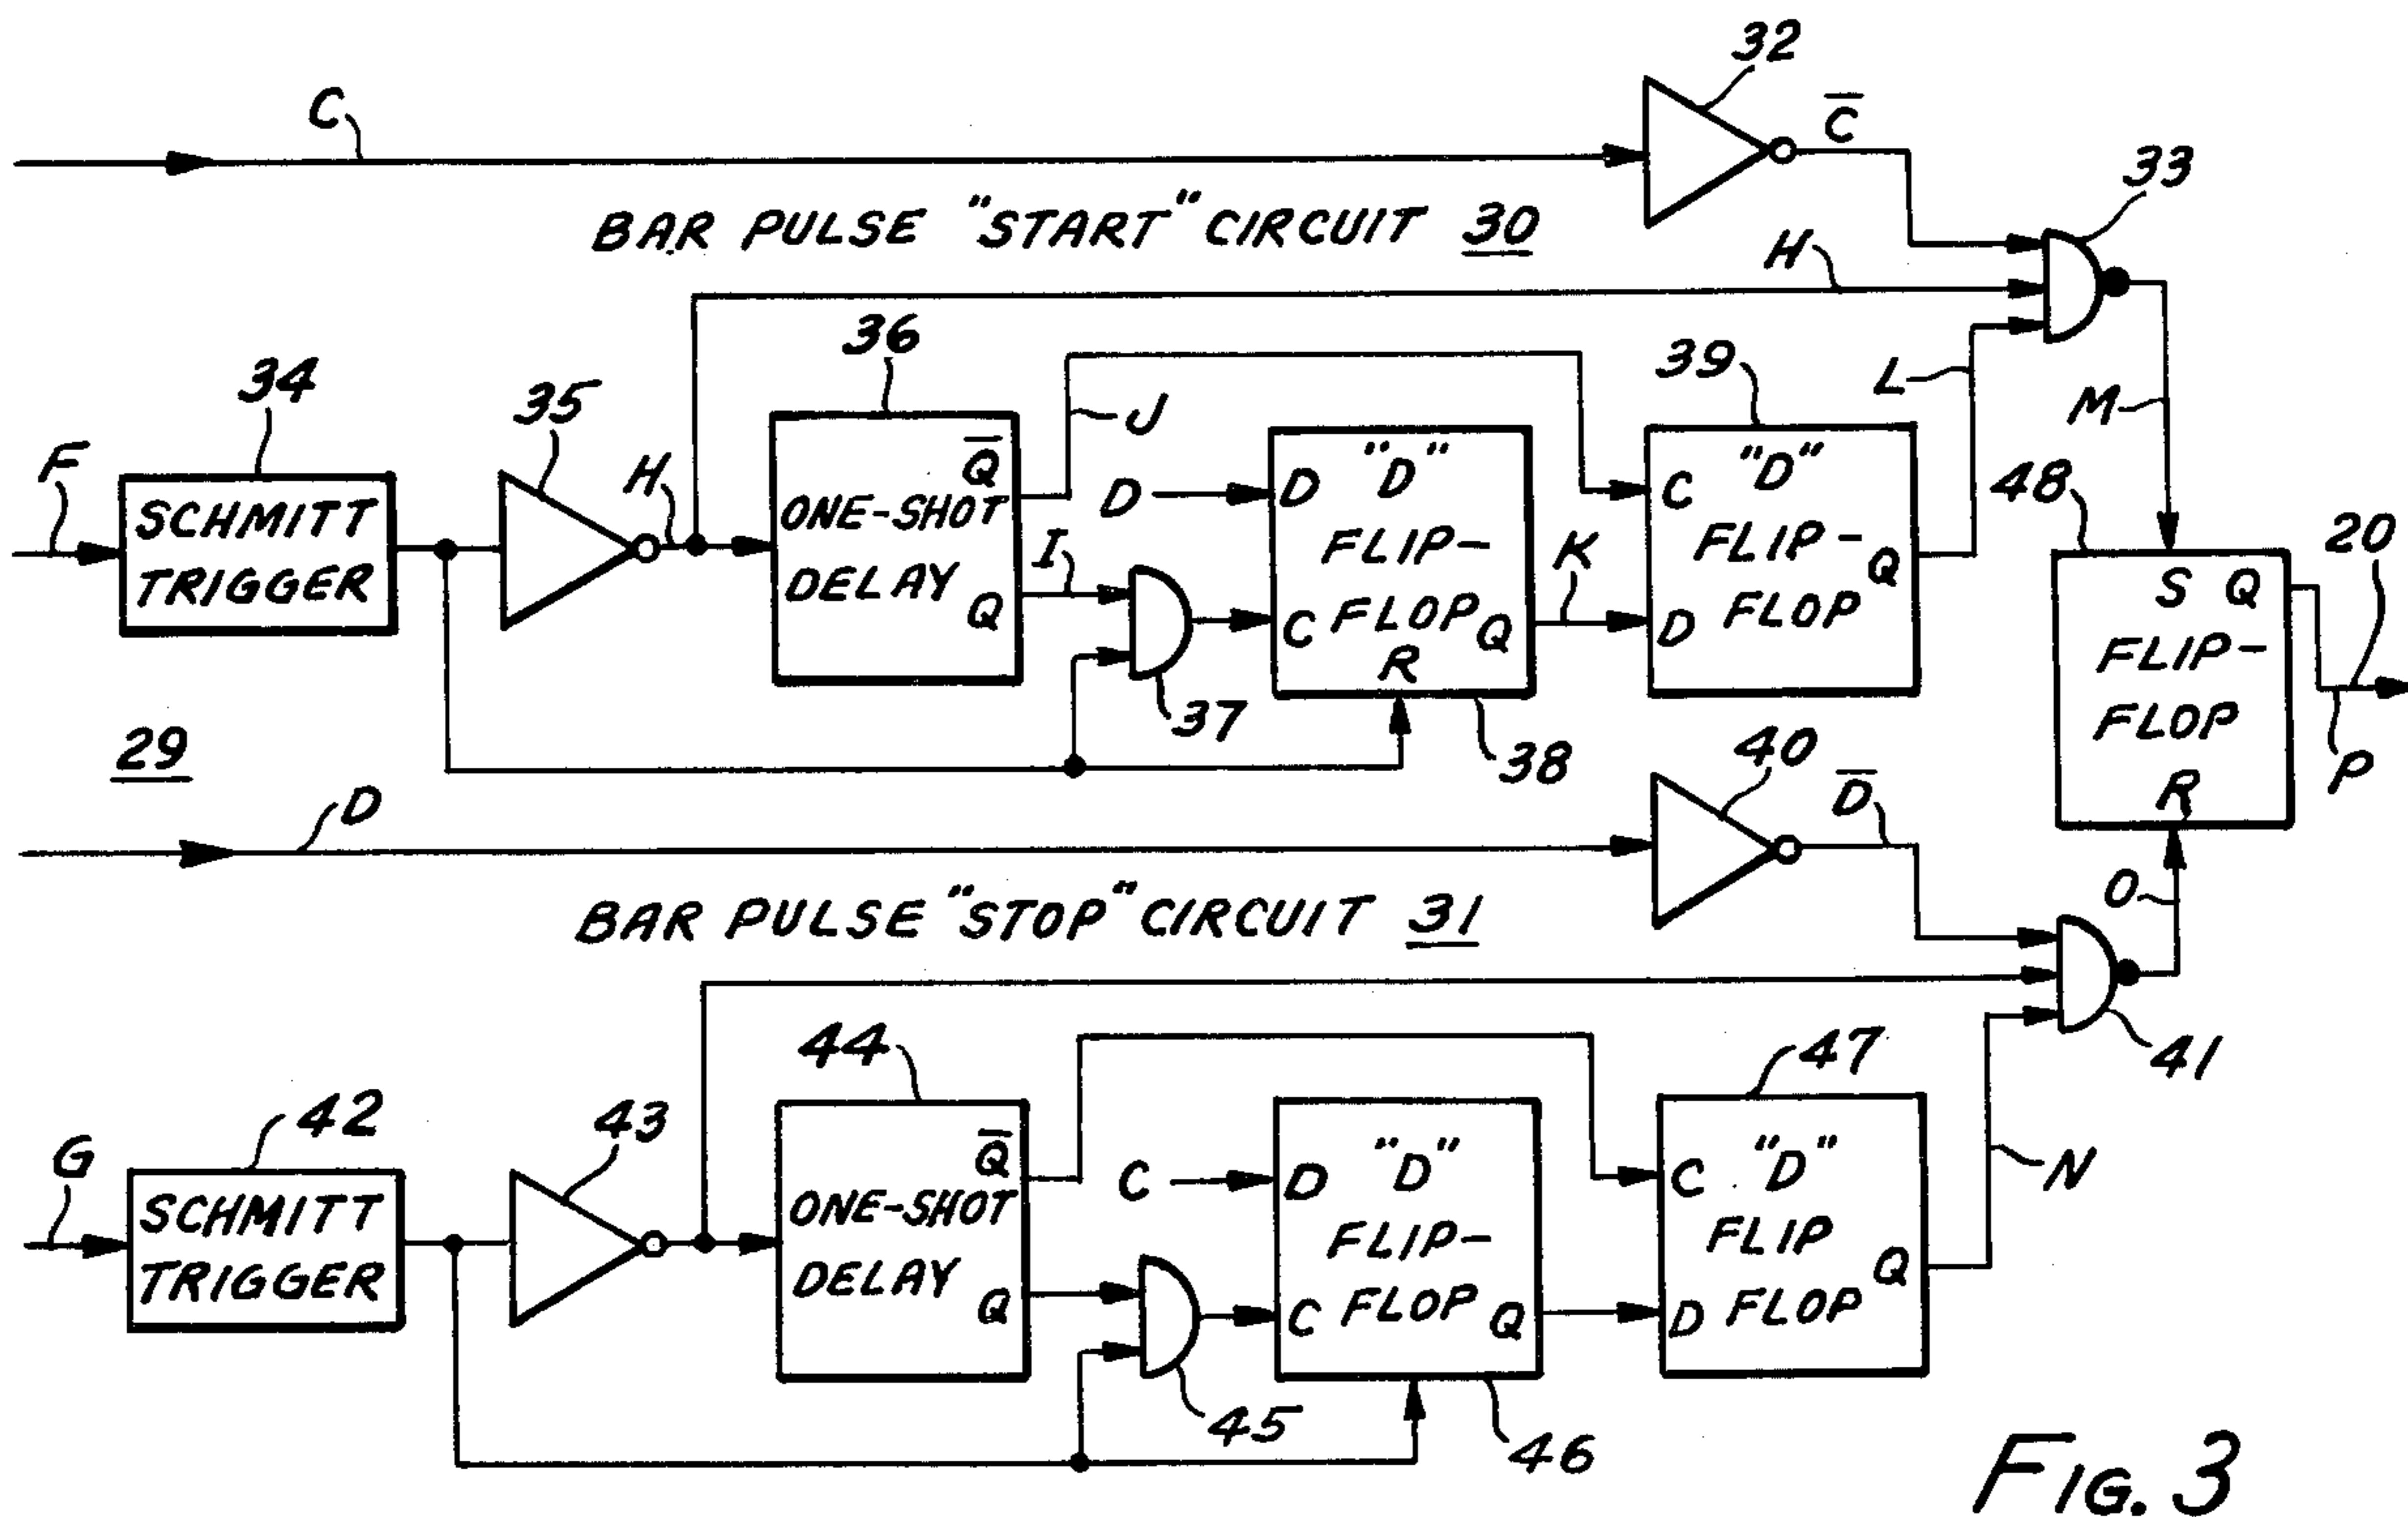 32
C
C̅
33
BAR PULSE "START" CIRCUIT 30
H
36
34
35
39
L
M
F
H
J
Q̅
D
D
"D"
C
"D"
48
20
SCHMITT
TRIGGER
ONE-SHOT
DELAY
I
FLIP-
FLOP
K
FLIP-
FLOP
Q
Q
C
Q
R
D
S
Q
FLIP-
FLOP
R
37
38
29
40
P
D
D̅
BAR PULSE "STOP" CIRCUIT 31
O
44
47
41
42
43
G
Q̅
C
D
"D"
C
"D"
N
SCHMITT
TRIGGER
ONE-SHOT
DELAY
FLIP-
FLOP
FLIP
FLOP
Q
Q
C
Q
D
45
46
FIG. 3